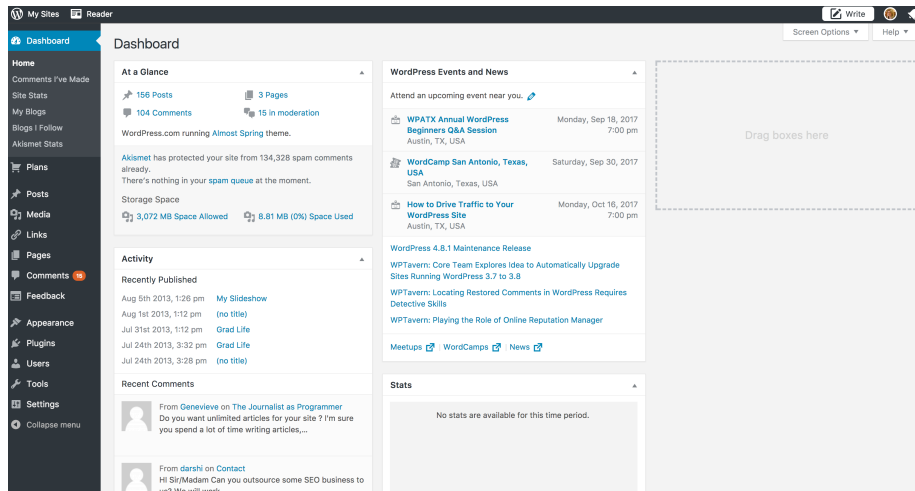 My Sites Reader Write
Screen Options Help
Dashboard
Home
Comments I've Made
Site Stats
My Blogs
Blogs I Follow
Akismet Stats
Plans
Posts
Media
Links
Pages
Comments 16
Feedback
Appearance
Plugins
Users
Tools
Settings
Collapse menu
Dashboard
At a Glance
156 Posts 3 Pages
104 Comments 15 in moderation
WordPress.com running Almost Spring theme.
Akismet has protected your site from 134,328 spam comments
already.
There's nothing in your spam queue at the moment.
Storage Space
3,072 MB Space Allowed 8.81 MB (0%) Space Used
Activity
Recently Published
Aug 5th 2013, 1:26 pm My Slideshow
Aug 1st 2013, 1:12 pm (no title)
Jul 31st 2013, 1:12 pm Grad Life
Jul 24th 2013, 3:32 pm Grad Life
Jul 24th 2013, 3:28 pm (no title)
Recent Comments
From Genevieve on The Journalist as Programmer
Do you want unlimited articles for your site ? I'm sure
you spend a lot of time writing articles,...
From darshi on Contact
HI Sir/Madam Can you outsource some SEO business to
us? We will work
WordPress Events and News
Attend an upcoming event near you.
WPATX Annual WordPress Monday, Sep 18, 2017
Beginners Q&A Session 7:00 pm
Austin, TX, USA
WordCamp San Antonio, Texas, Saturday, Sep 30, 2017
USA
San Antonio, Texas, USA
How to Drive Traffic to Your Monday, Oct 16, 2017
WordPress Site 7:00 pm
Austin, TX, USA
WordPress 4.8.1 Maintenance Release
WPTavern: Core Team Explores Idea to Automatically Upgrade
Sites Running WordPress 3.7 to 3.8
WPTavern: Locating Restored Comments in WordPress Requires
Detective Skills
WPTavern: Playing the Role of Online Reputation Manager
Meetups | WordCamps | News
Stats
No stats are available for this time period.
Drag boxes here